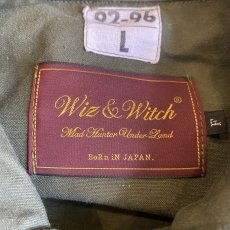 92-96
L
Wiz & Witch®
Mad Hunter Under Land
BoRn in JAPAN.
F